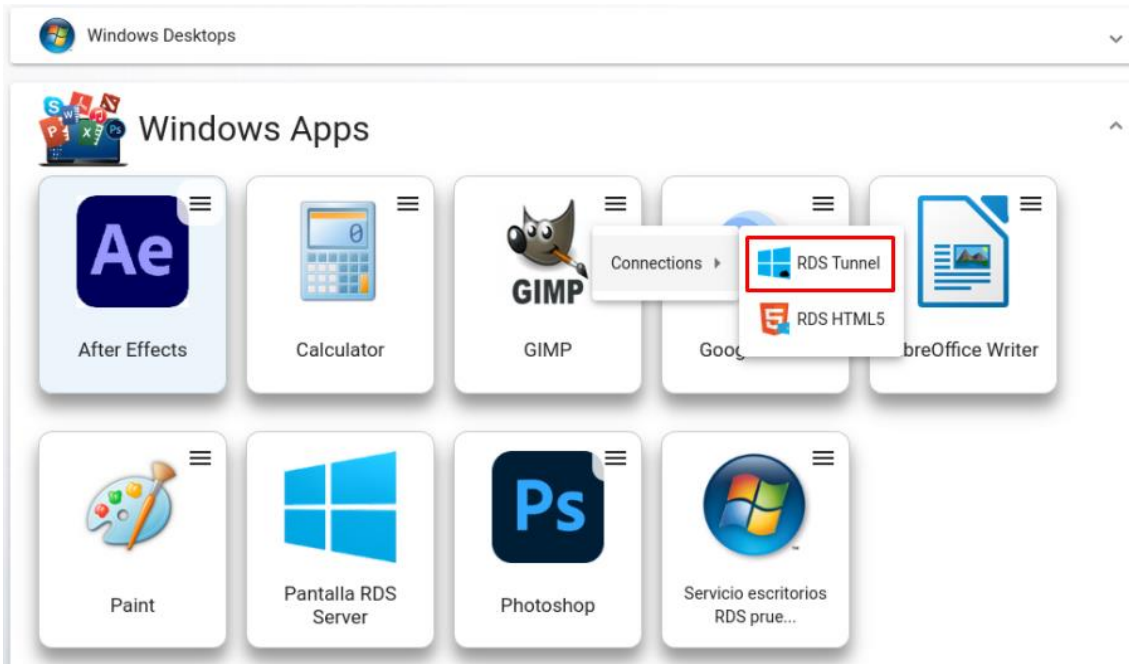 Windows Desktops
Windows Apps
Ae
After Effects
0
Calculator
GIMP
GIMP
Connections
RDS Tunnel
RDS HTML5
Goog
breOffice Writer
Paint
Pantalla RDS
Server
Ps
Photoshop
Servicio escritorios
RDS prue...